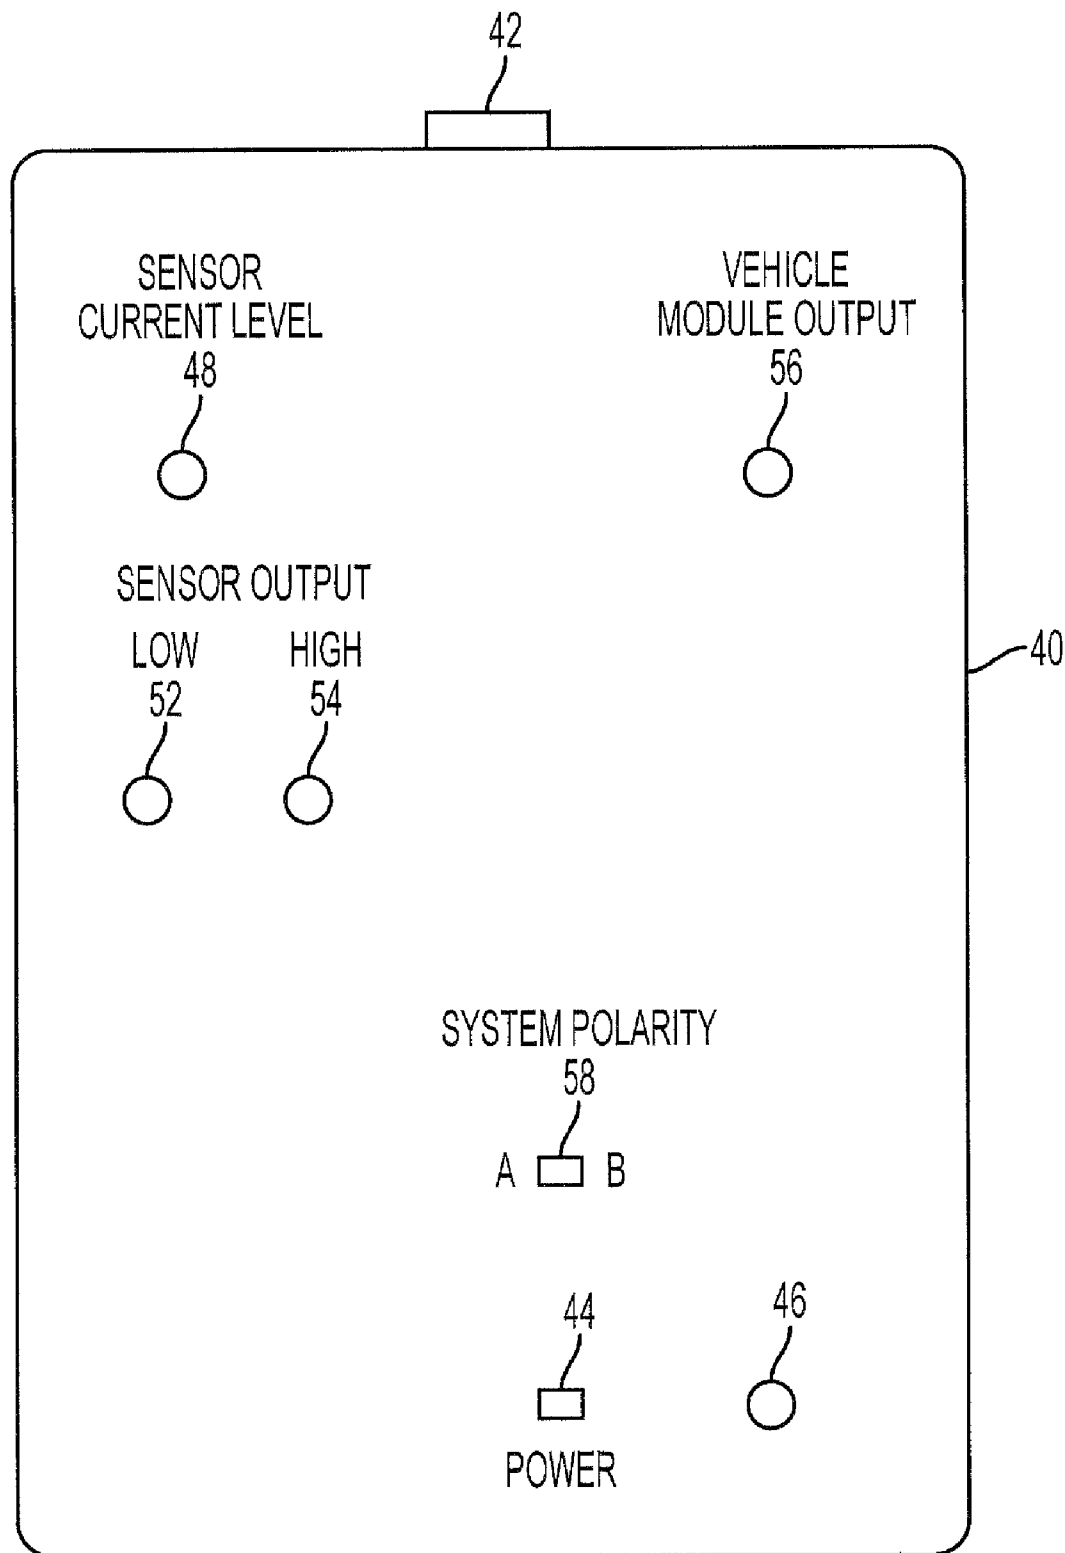 42
SENSOR
CURRENT LEVEL
48
VEHICLE
MODULE OUTPUT
56
SENSOR OUTPUT
LOW HIGH
52 54
40
SYSTEM POLARITY
58
A B
44 46
POWER